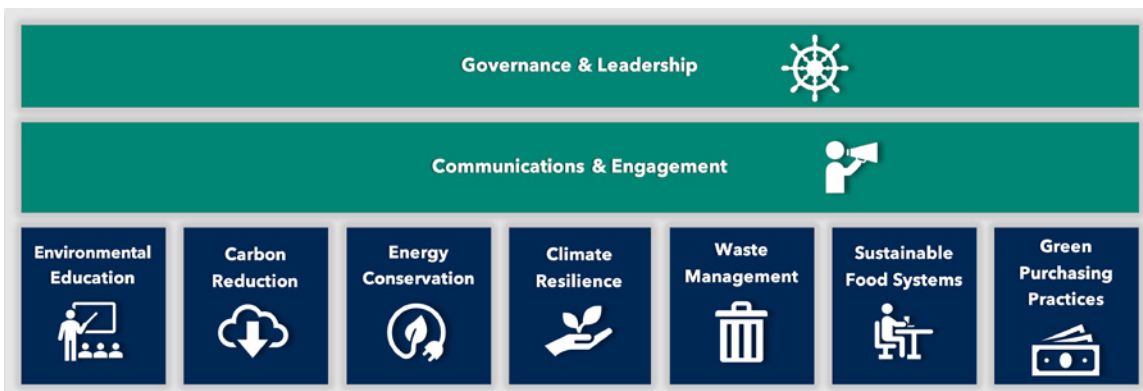 Governance & Leadership
Communications & Engagement
Environmental
Education
Carbon
Reduction
Energy
Conservation
Climate
Resilience
Waste
Management
Sustainable
Food Systems
Green
Purchasing
Practices